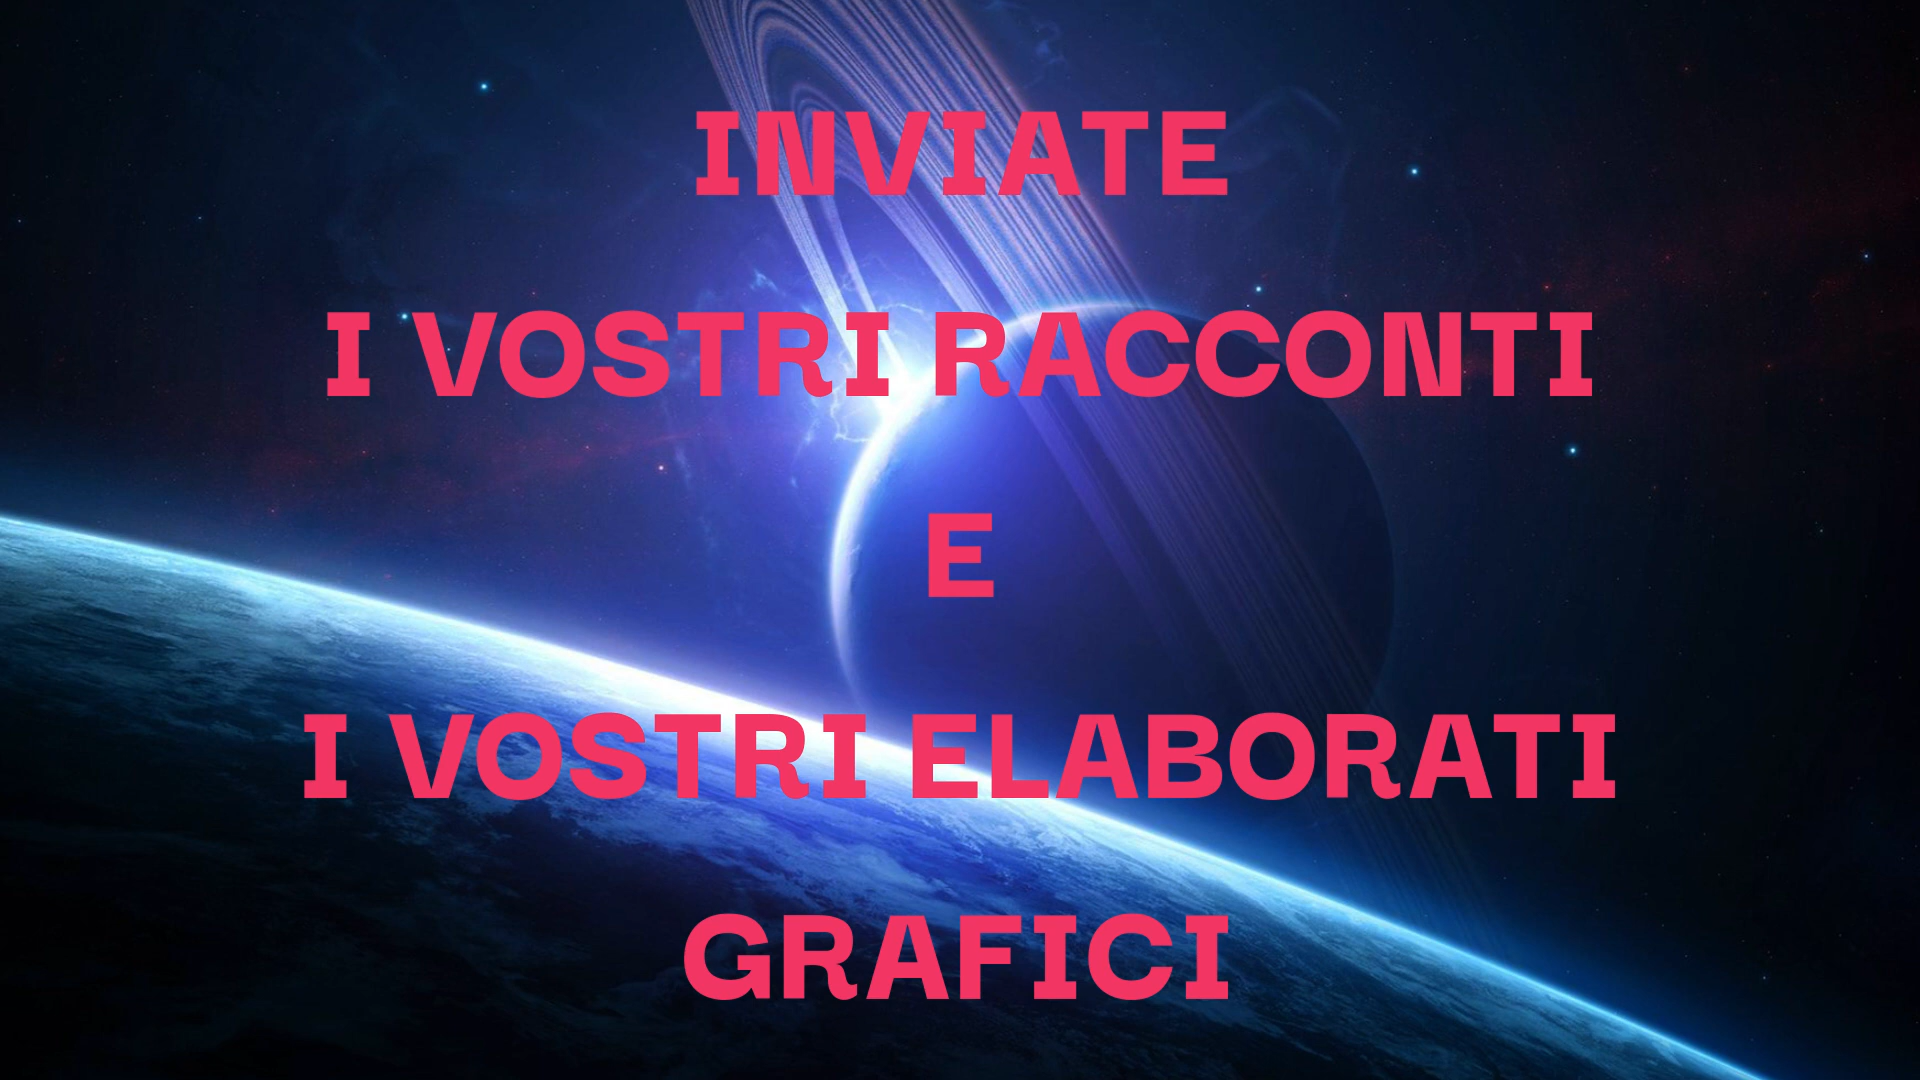 INVIATE
I VOSTRI RACCONTI
E
I VOSTRI ELABORATI
GRAFICI